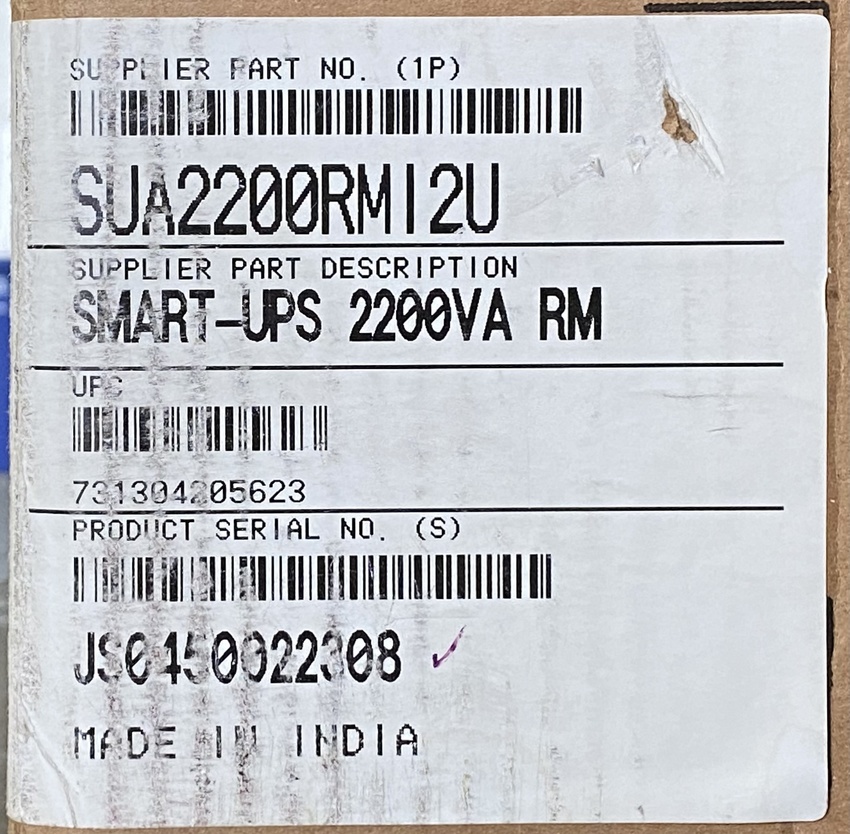 SUPPLIER PART NO. (1P)
SUA2200RMI2U
SUPPLIER PART DESCRIPTION
SMART-UPS 2200VA RM
UPC
731304205623
PRODUCT SERIAL NO. (S)
JS0450022308
MADE IN INDIA